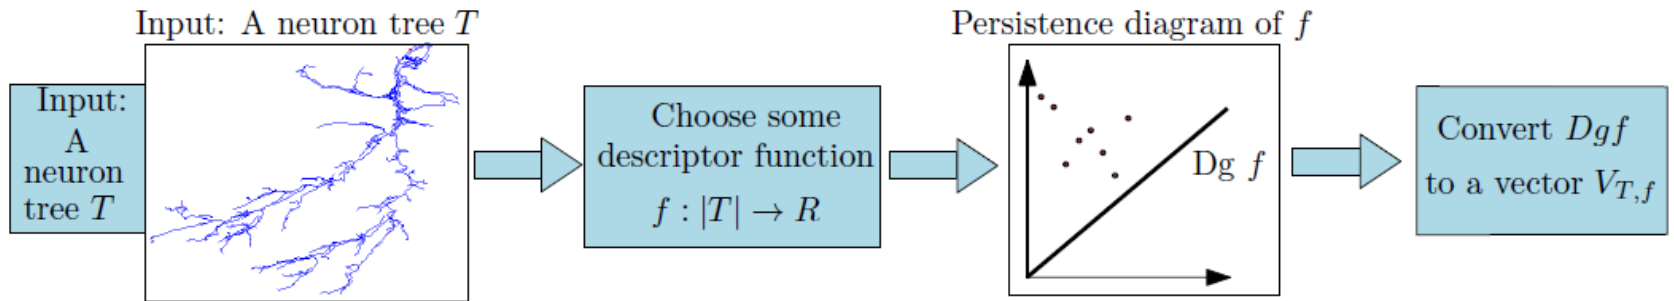 Input: A neuron tree T
Input:
A
neuron
tree T
Choose some
descriptor function
f : |T| → R
Persistence diagram of f
Dg f
Convert Dgf
to a vector V_{T,f}